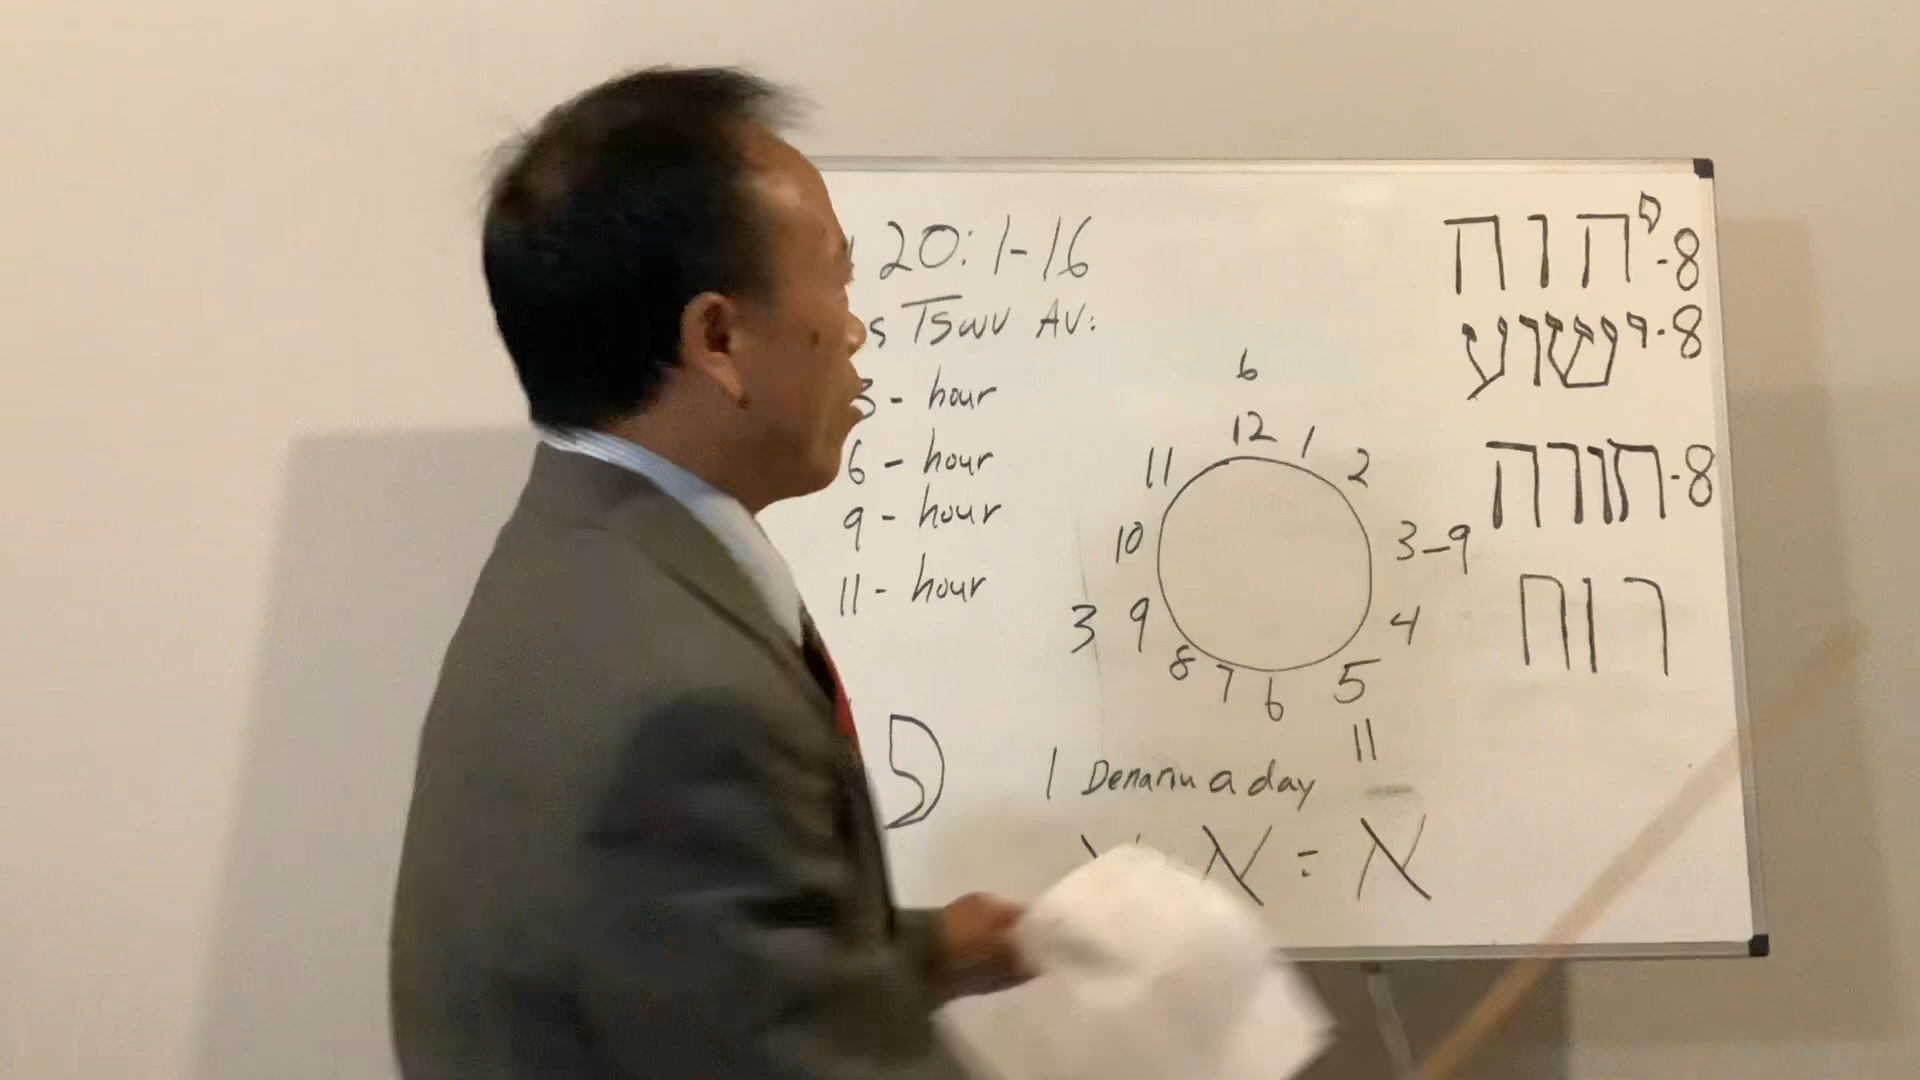 20:1-16
s Tswv Av:
3 - hour
6 - hour
9 - hour
11 - hour
6
12
1
2
3-9
4
5
11
6
7
8
9
3
10
11
1 Denariu a day
א = א
יהוה-8
ישוע-8
תורה-8
רוח